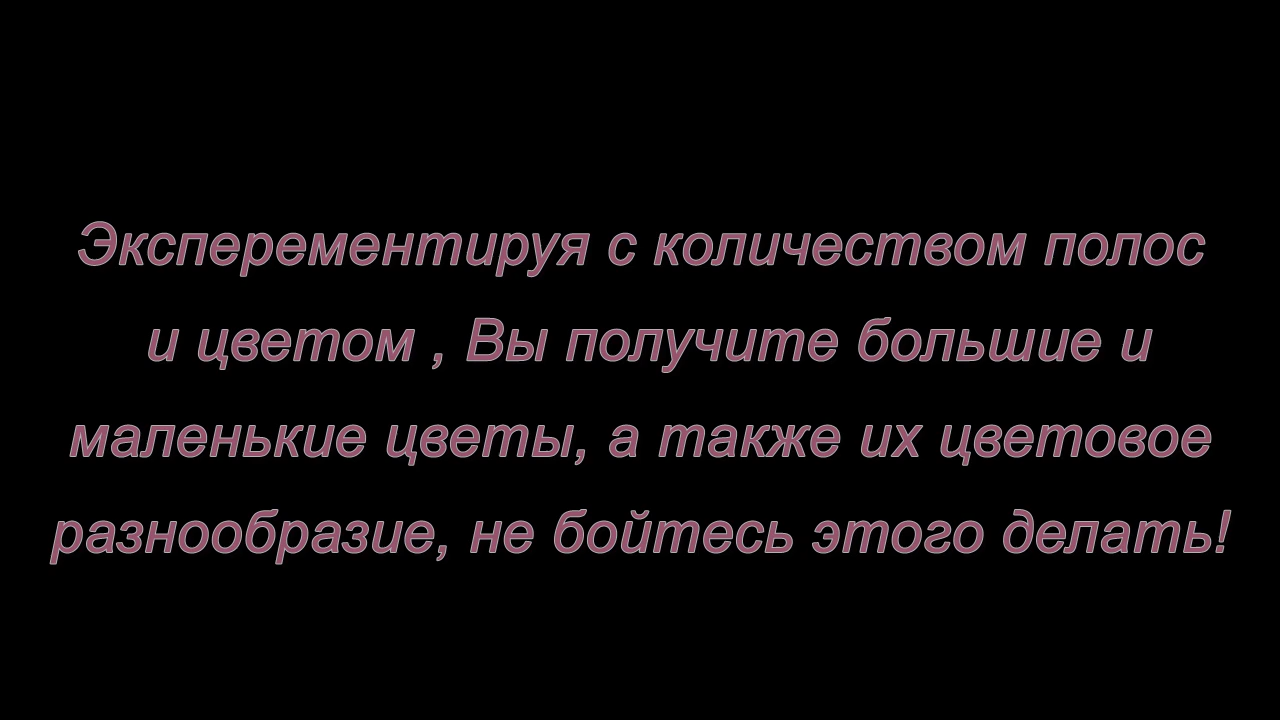 Эксперементируя с количеством полос
и цветом , Вы получите большие и
маленькие цветы, а также их цветовое
разнообразие, не бойтесь этого делать!